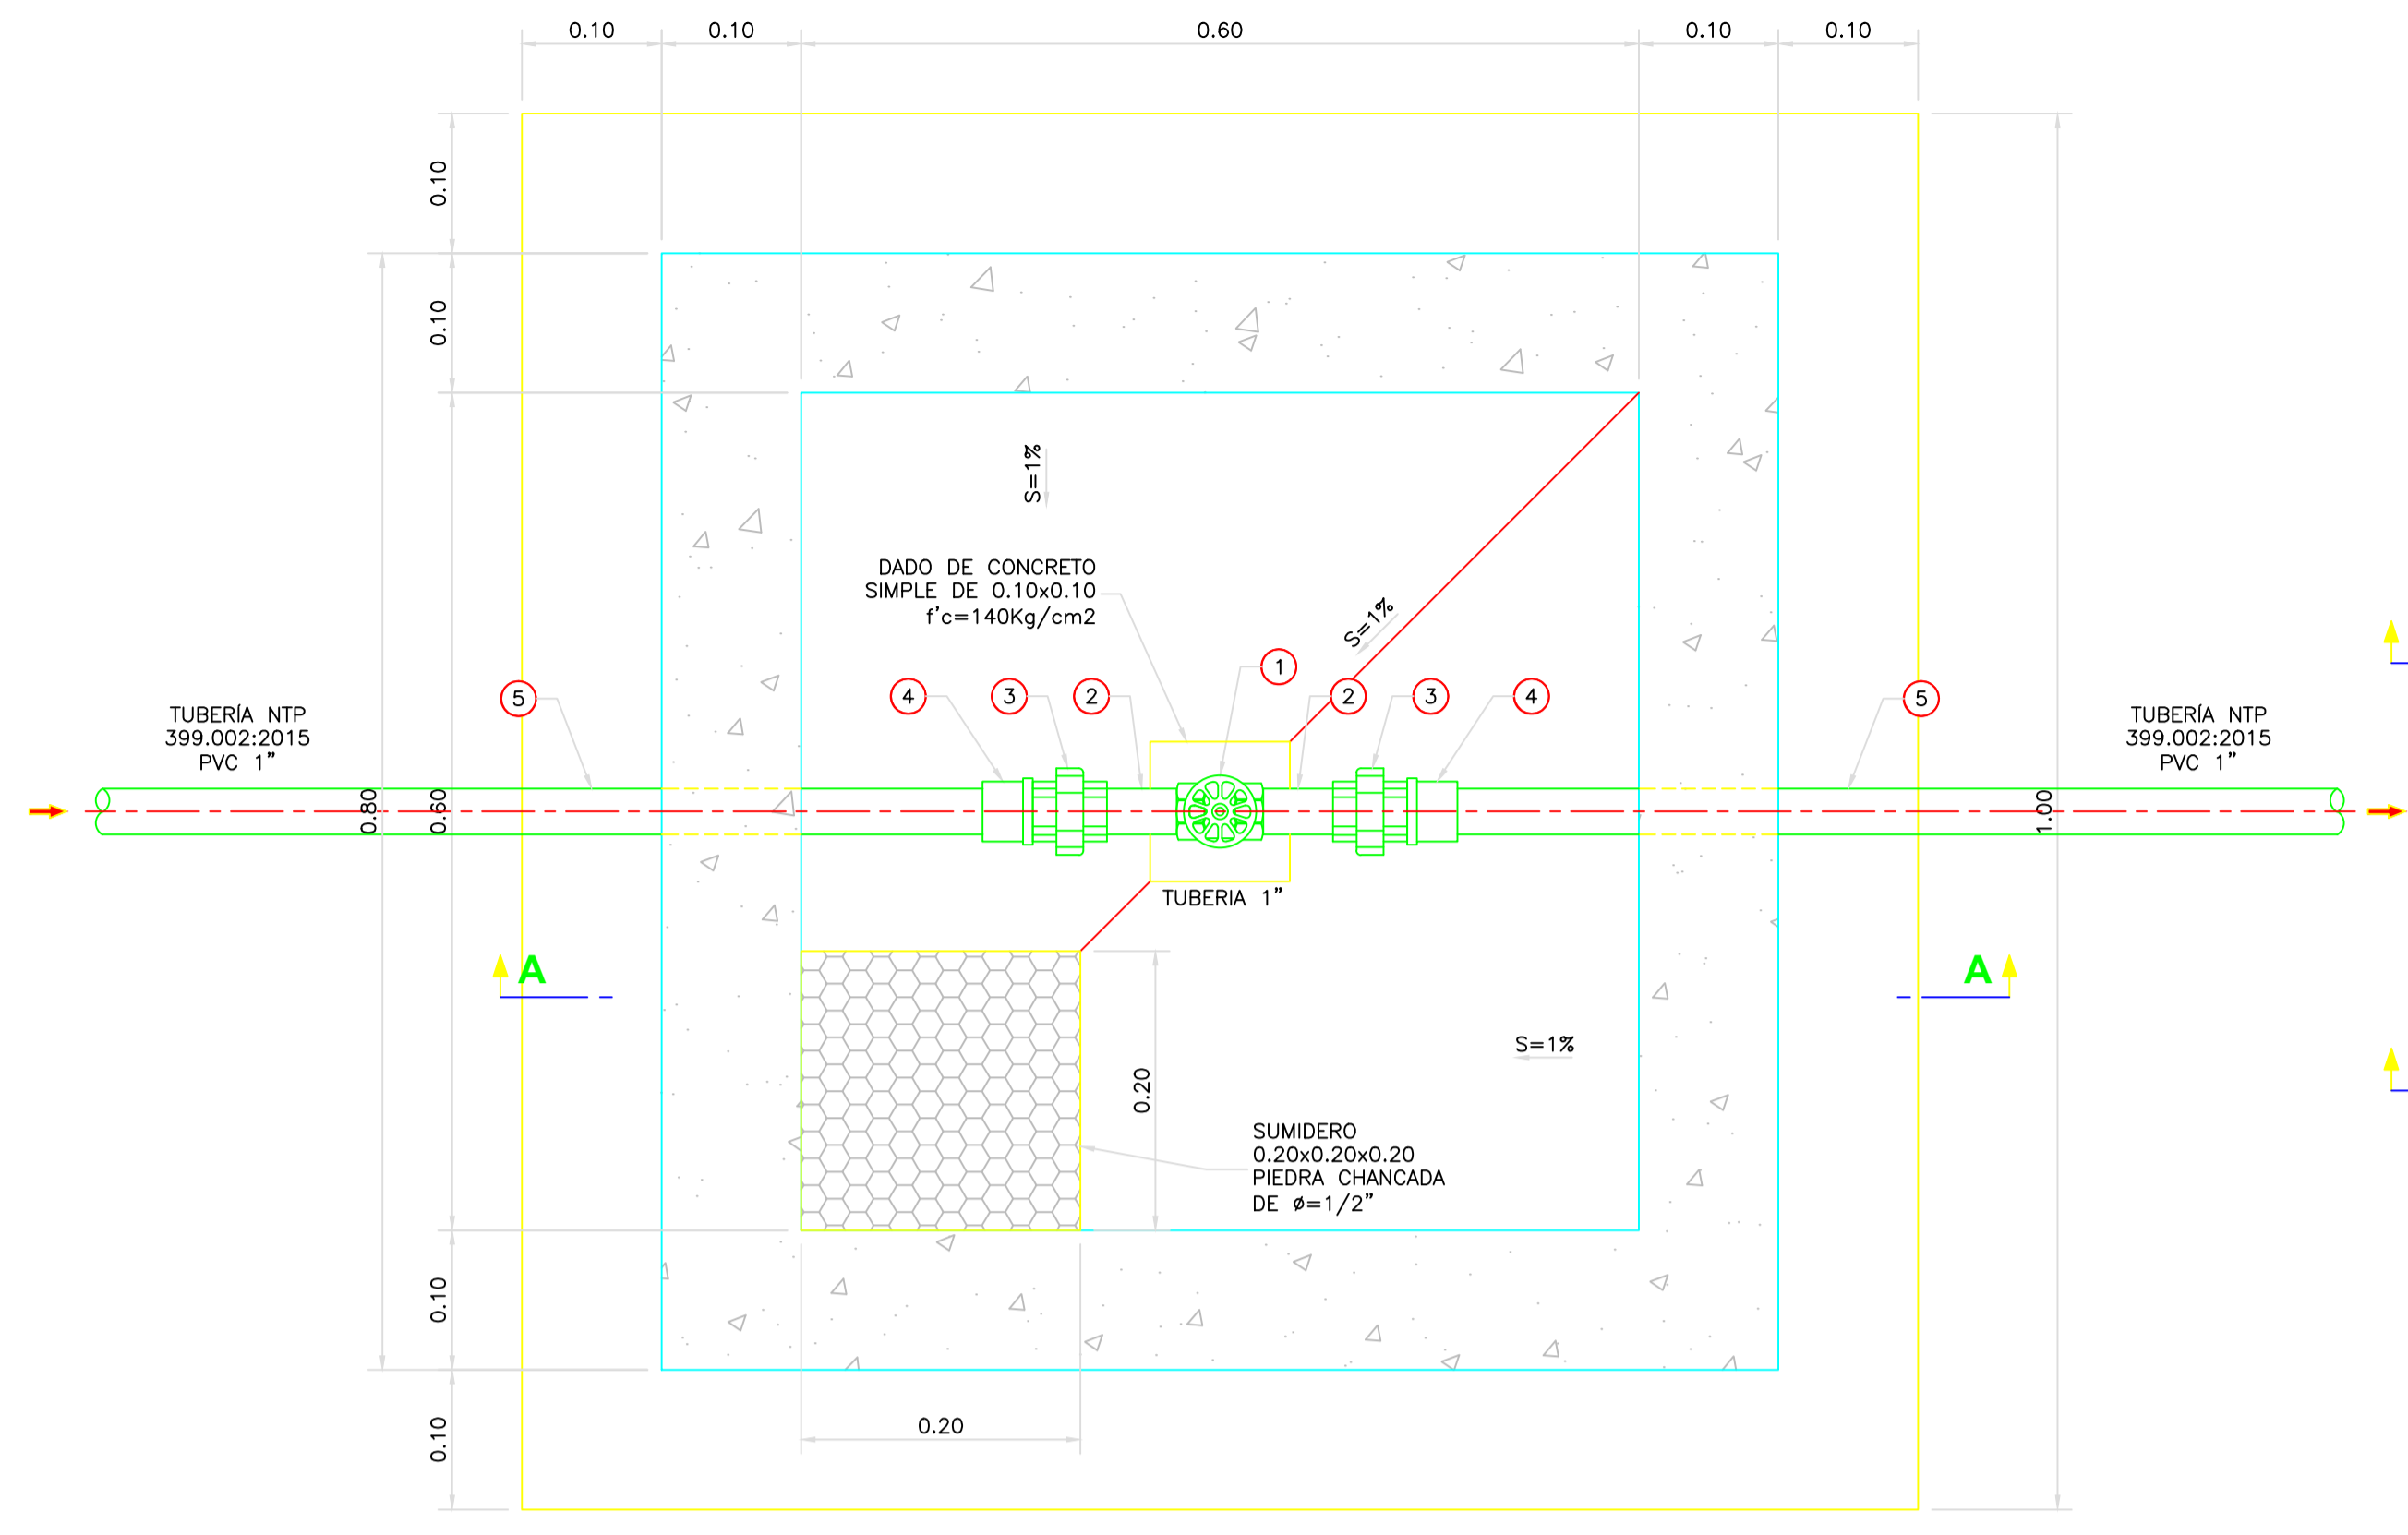 0.10
0.10
0.60
0.10
0.10
0.10
0.10
S=1%
DADO DE CONCRETO
SIMPLE DE 0.10x0.10
f'c=140Kg/cm2
S=1%
1
5
4
3
2
2
3
4
5
TUBERÍA NTP
399.002:2015
PVC 1"
TUBERÍA NTP
399.002:2015
PVC 1"
0.80
0.60
1.00
TUBERIA 1"
A
A
S=1%
0.20
SUMIDERO
0.20x0.20x0.20
PIEDRA CHANCADA
DE ø=1/2"
0.10
0.20
0.10